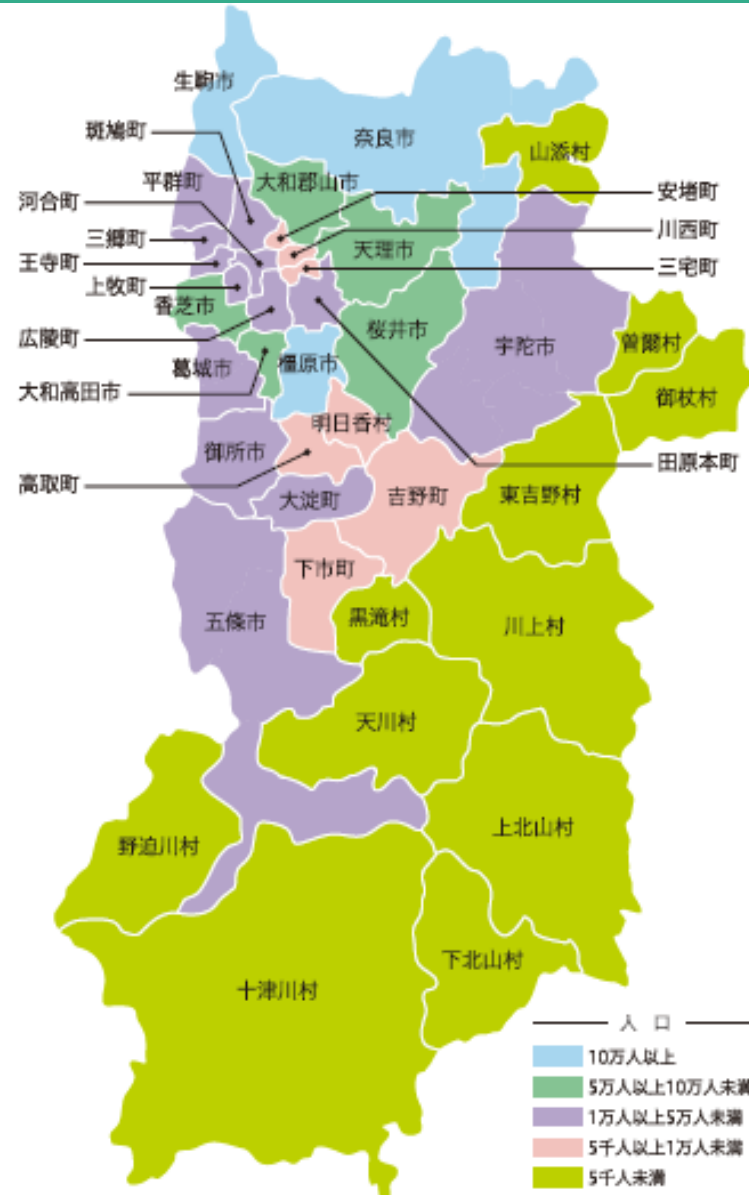 生駒市
斑鳩町
奈良市
山添村
平群町
大和郡山市
安堵町
河合町
川西町
三郷町
天理市
王寺町
三宅町
上牧町
香芝市
桜井市
広陵町
宇陀市
曽爾村
葛城市
橿原市
大和高田市
御杖村
明日香村
御所市
田原本町
高取町
大淀町
吉野町
東吉野村
下市町
黒滝村
五條市
川上村
天川村
上北山村
野迫川村
下北山村
十津川村
人 口
10万人以上
5万人以上10万人未満
1万人以上5万人未満
5千人以上1万人未満
5千人未満